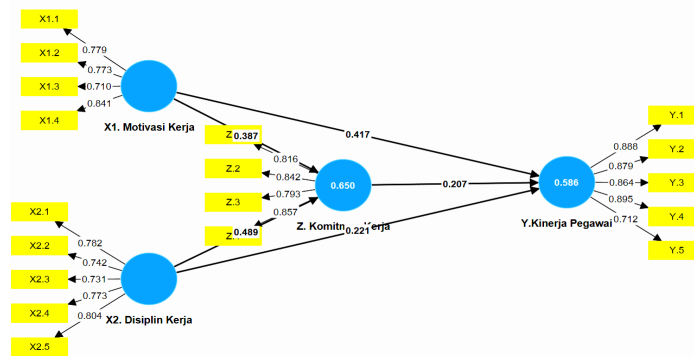 X1.1
0.779
X1.2
0.773
X1.3
0.710
X1.4
0.841
X1. Motivasi Kerja
0.417
Z
0.387
0.816
Z.2
0.842
0.793
Z.3
0.857
Z.
0.489
0.650
Z. Komitm Kerja
0.207
0.221
X2.1
0.782
X2.2
0.742
X2.3
0.731
X2.4
0.773
X2.5
0.804
X2. Disiplin Kerja
0.586
Y.Kinerja Pegawai
Y.1
0.888
Y.2
0.879
Y.3
0.864
Y.4
0.895
Y.5
0.712